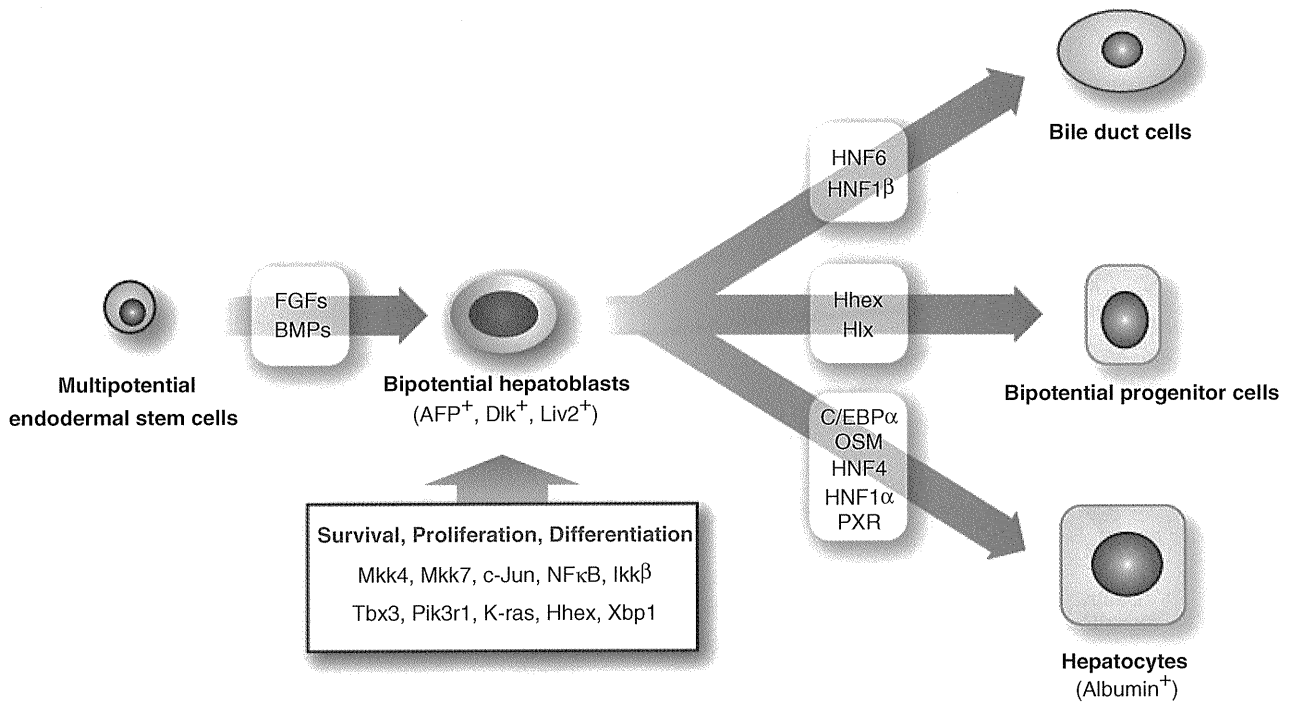 FGFs
BMPs
Multipotential
endodermal stem cells
Bipotential hepatoblasts
(AFP⁺, Dlk⁺, Liv2⁺)
Survival, Proliferation, Differentiation
Mkk4, Mkk7, c-Jun, NFκB, Ikkβ
Tbx3, Pik3r1, K-ras, Hhex, Xbp1
HNF6
HNF1β
Bile duct cells
Hhex
Hlx
Bipotential progenitor cells
C/EBPα
OSM
HNF4
HNF1α
PXR
Hepatocytes
(Albumin⁺)